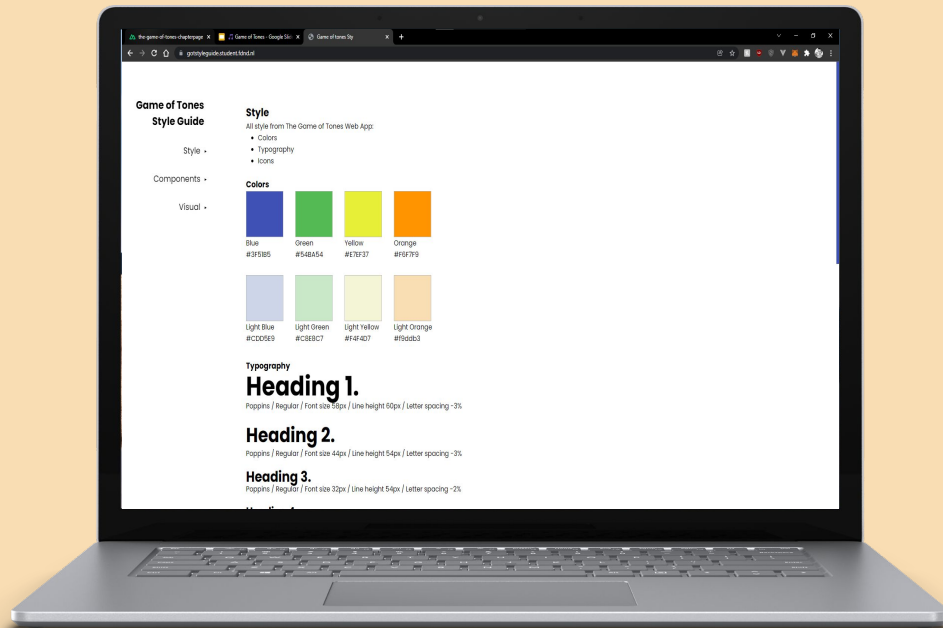 the-game-of-tones-chapterpage
Game of Tones - Google Slid
Game of tones Sty
gotstyleguide.student.fdnd.nl
Game of Tones
Style Guide
Style
Components
Visual
Style
All style from The Game of Tones Web App:
• Colors
• Typography
• Icons
Colors
Blue Green Yellow Orange
#3F51B5 #54BA54 #E7EF37 #F6F7F9
Light Blue Light Green Light Yellow Light Orange
#CDD5E9 #C8E8C7 #F4F4D7 #f9ddb3
Typography
Heading 1.
Poppins / Regular / Font size 58px / Line height 60px / Letter spacing -3%
Heading 2.
Poppins / Regular / Font size 44px / Line height 54px / Letter spacing -3%
Heading 3.
Poppins / Regular / Font size 32px / Line height 54px / Letter spacing -2%